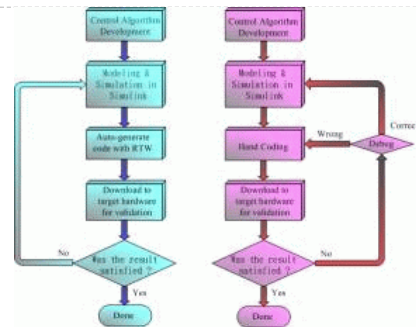 Control Algorithm
Development
Modeling &
Simulation in
Simulink
Auto-generate
code with RTW
Download to
target hardware
for validation
Was the result
satisfied ?
No
Yes
Done
Control Algorithm
Development
Modeling &
Simulation in
Simulink
Hand Coding
Wrong
Debug
Correc
Download to
target hardware
for validation
Was the result
satisfied ?
No
Yes
Done